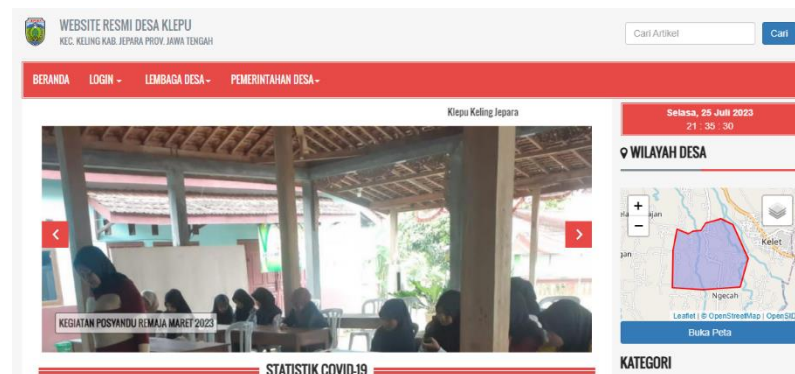 WEBSITE RESMI DESA KLEPU
KEC. KELING KAB. JEPARA PROV. JAWA TENGAH
Cari Artikel
Cari
BERANDA LOGIN LEMBAGA DESA PEMERINTAHAN DESA
Klepu Keling Jepara
KEGIATAN POSYANDU REMAJA MARET 2023
STATISTIK COVID-19
Selasa, 25 Juli 2023
21 : 35 : 30
WILAYAH DESA
+
−
Kelet
Ngecah
Leaflet | © OpenStreetMap | OpenSID
Buka Peta
KATEGORI